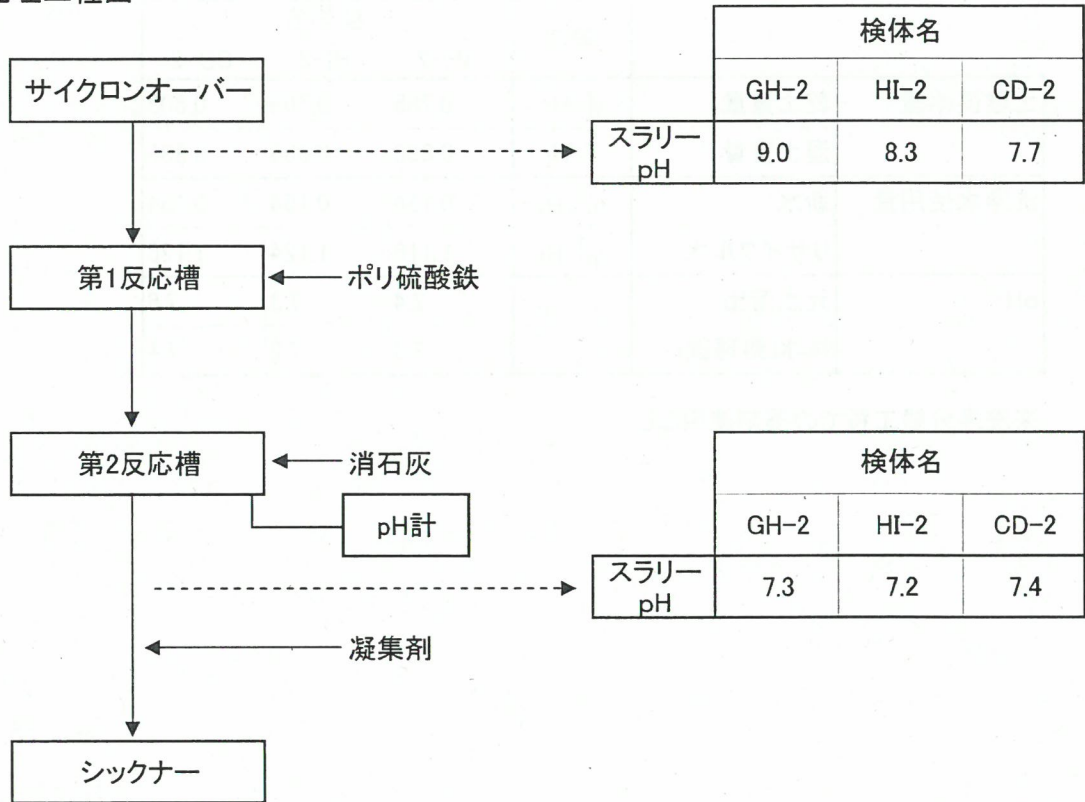 検体名
サイクロンオーバー
GH-2 HI-2 CD-2
スラリー
pH 9.0 8.3 7.7
第1反応槽 ポリ硫酸鉄
第2反応槽 消石灰
pH計
検体名
GH-2 HI-2 CD-2
スラリー
pH 7.3 7.2 7.4
凝集剤
シックナー